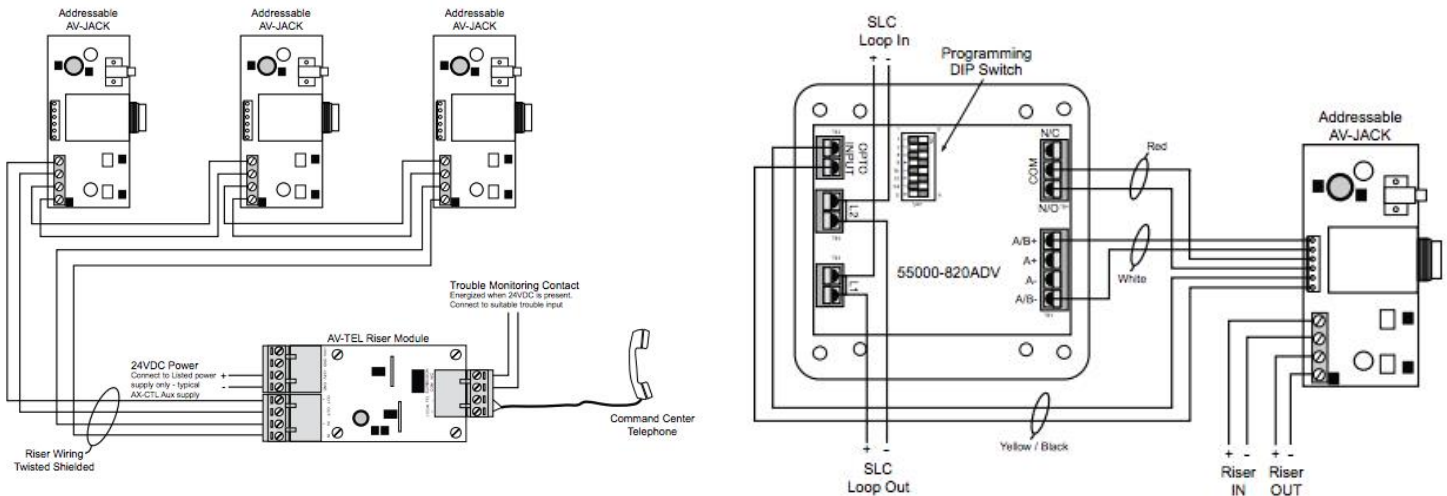 Addressable
AV-JACK
Addressable
AV-JACK
Addressable
AV-JACK
Trouble Monitoring Contact
Energized when 24VDC is present.
Connect to suitable trouble input
AV-TEL Riser Module
24VDC Power
Connect to Listed power
supply only - typical
AX-CTL Aux supply
+
-
Command Center
Telephone
Riser Wiring
Twisted Shielded
SLC
Loop In
+ -
Programming
DIP Switch
OPTO
INPUT
L2
L1
N/C
COM
N/O
A/B+
A+
A-
A/B-
55000-820ADV
Red
White
Yellow / Black
Addressable
AV-JACK
+ -
SLC
Loop Out
+ - + -
Riser Riser
IN OUT